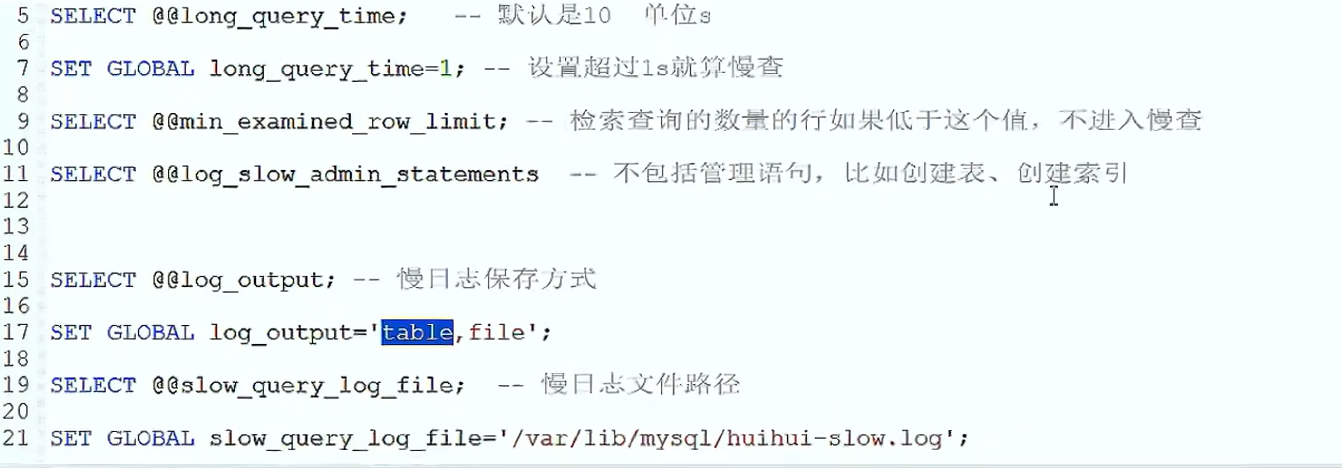 5 SELECT @@long_query_time; -- 默认是10 单位s
6
7 SET GLOBAL long_query_time=1; -- 设置超过1s就算慢查
8
9 SELECT @@min_examined_row_limit; -- 检索查询的数量的行如果低于这个值，不进入慢查
10
11 SELECT @@log_slow_admin_statements -- 不包括管理语句，比如创建表、创建索引
12
13
14
15 SELECT @@log_output; -- 慢日志保存方式
16
17 SET GLOBAL log_output='table,file';
18
19 SELECT @@slow_query_log_file; -- 慢日志文件路径
20
21 SET GLOBAL slow_query_log_file='/var/lib/mysql/huihui-slow.log';